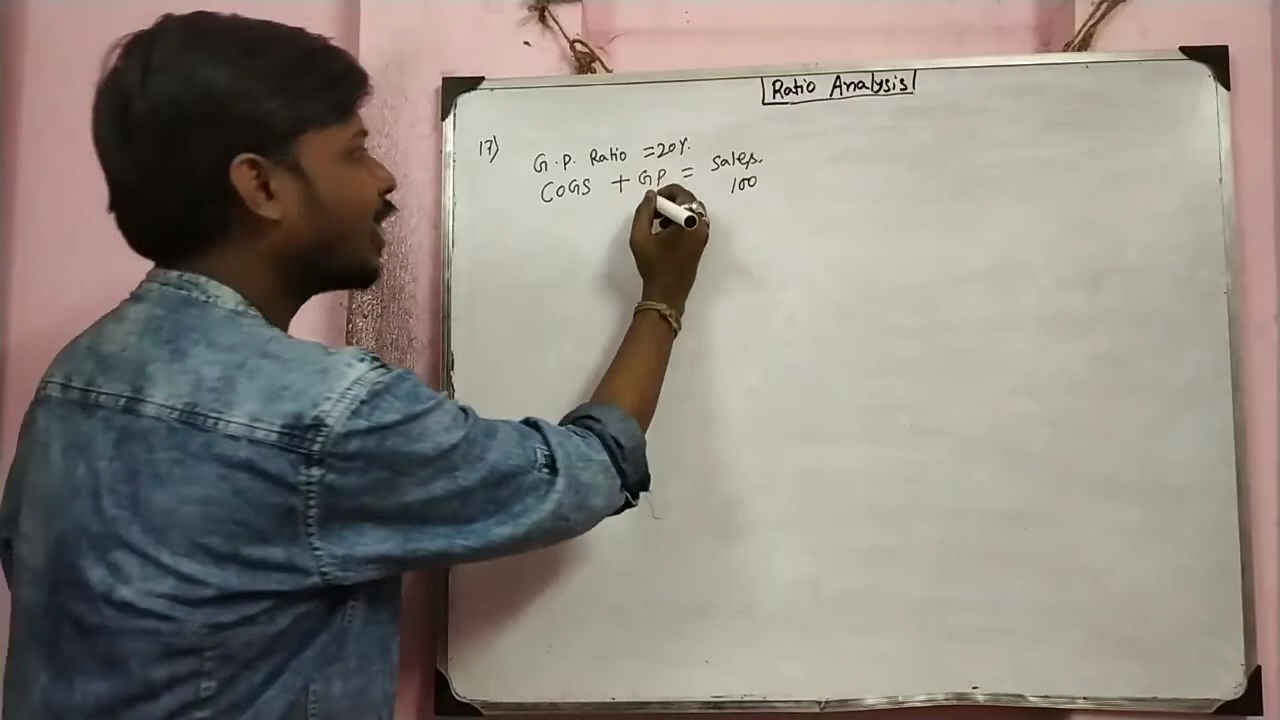 Ratio Analysis
17)
G.P. Ratio =20%.
COGS + GP = Sales.
100